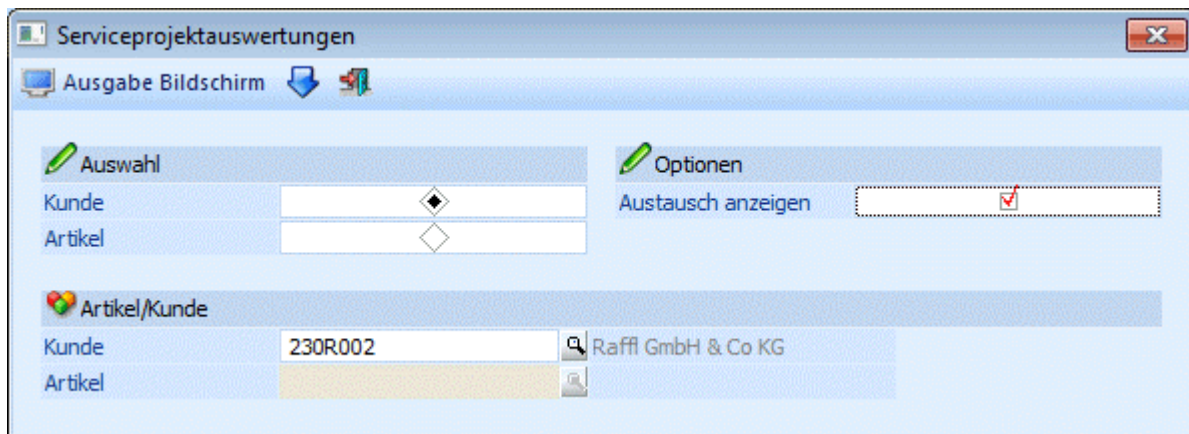 Serviceprojektauswertungen
Ausgabe Bildschirm
Auswahl
Kunde
Artikel
Optionen
Austausch anzeigen
Artikel/Kunde
Kunde 230R002 Raffl GmbH & Co KG
Artikel